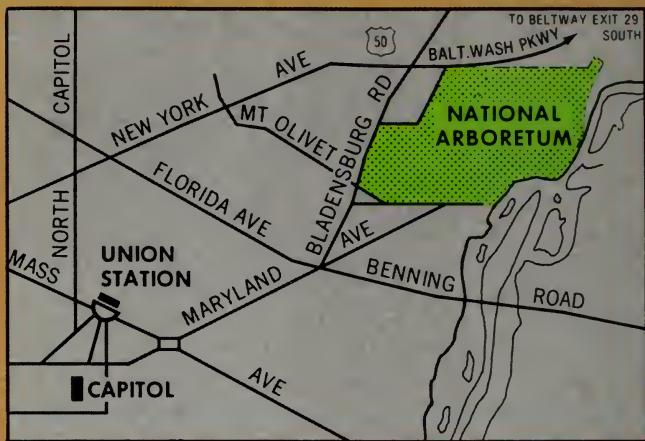 TO BELTWAY EXIT 29
SOUTH
50
BALT.WASH PKWY
NORTH CAPITOL
NEW YORK AVE
MT OLIVET
BLADENSBURG RD
NATIONAL
ARBORETUM
FLORIDA AVE
MASS AVE
UNION
STATION
MARYLAND AVE
BENNING ROAD
CAPITOL